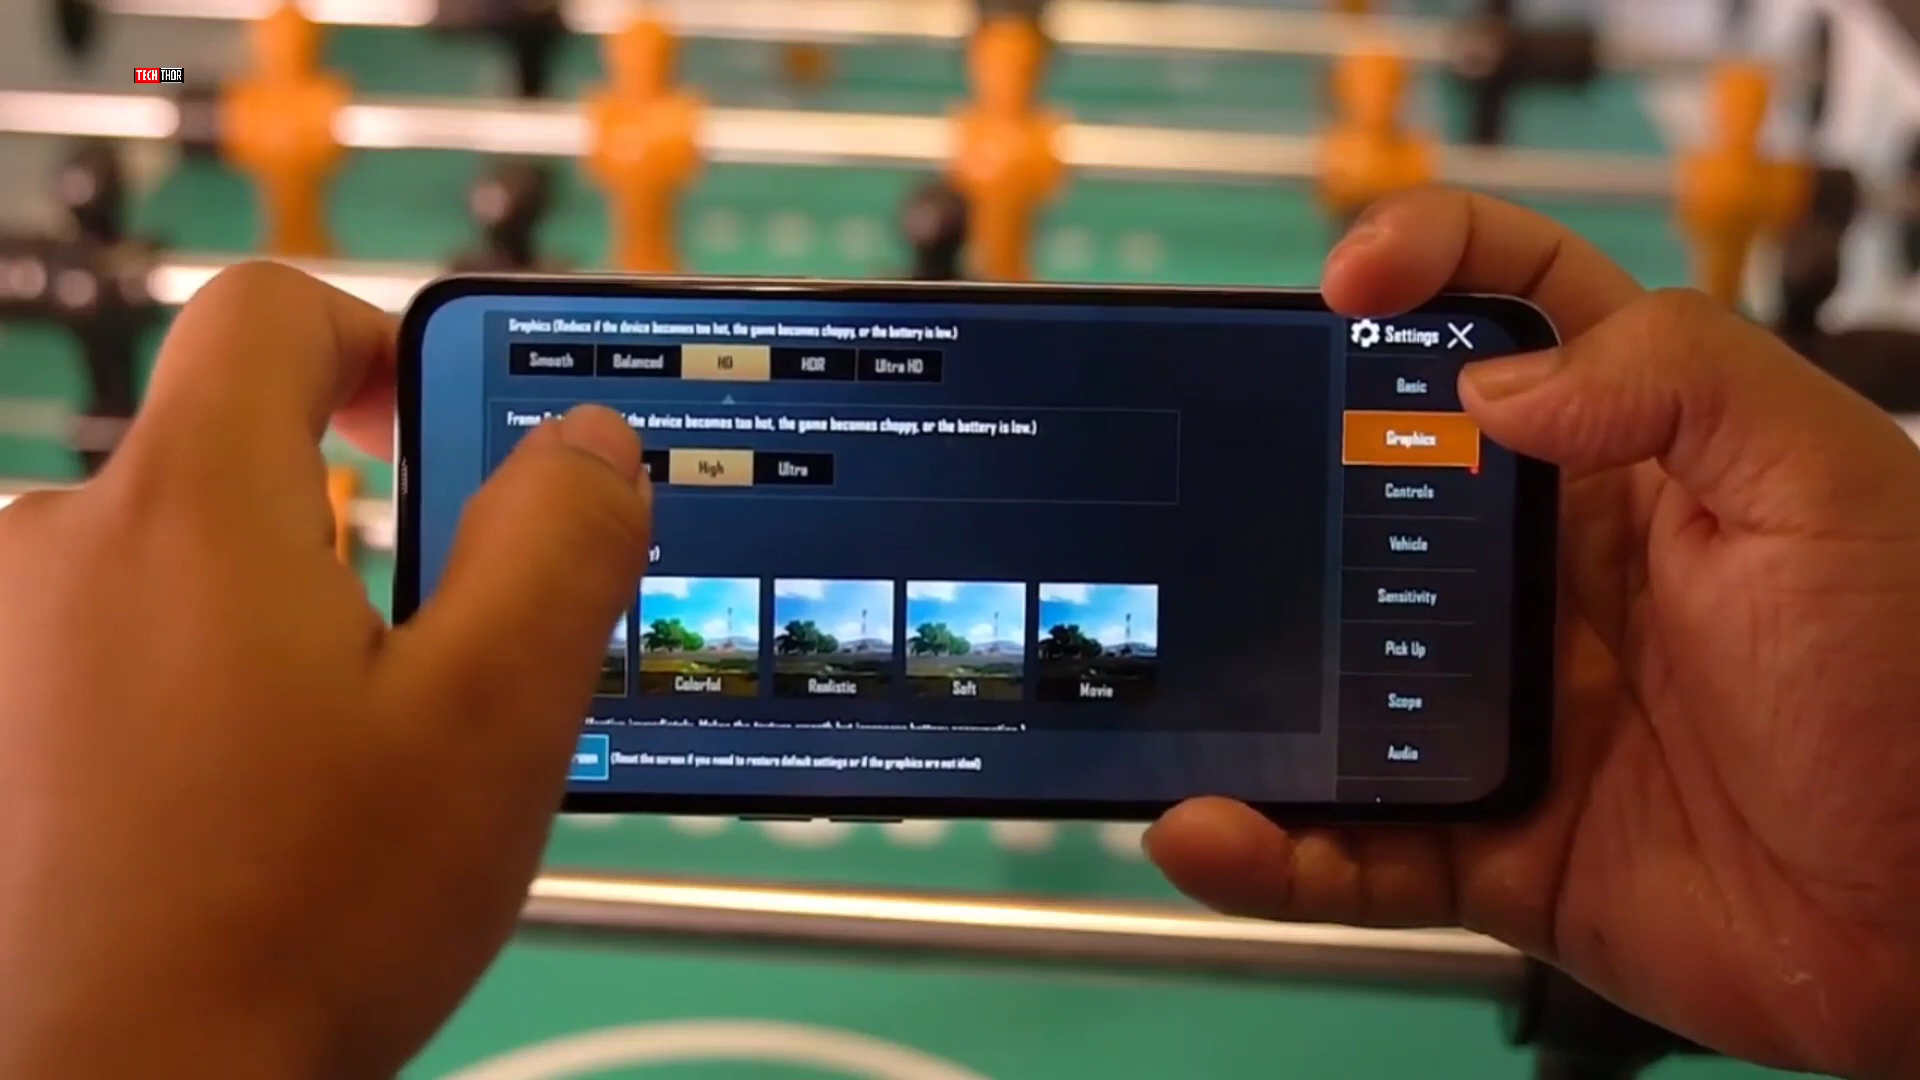 TECH THOR
Graphics (Reduce if the device becomes too hot, the game becomes choppy, or the battery is low.)
Smooth Balanced HD HDR Ultra HD
Frame if the device becomes too hot, the game becomes choppy, or the battery is low.)
High Ultra
Colorful Realistic Soft Movie
(Reset the screen if you need to restore default settings or if the graphics are not ideal)
Settings
Basic
Graphics
Controls
Vehicle
Sensitivity
Pick Up
Scope
Audio